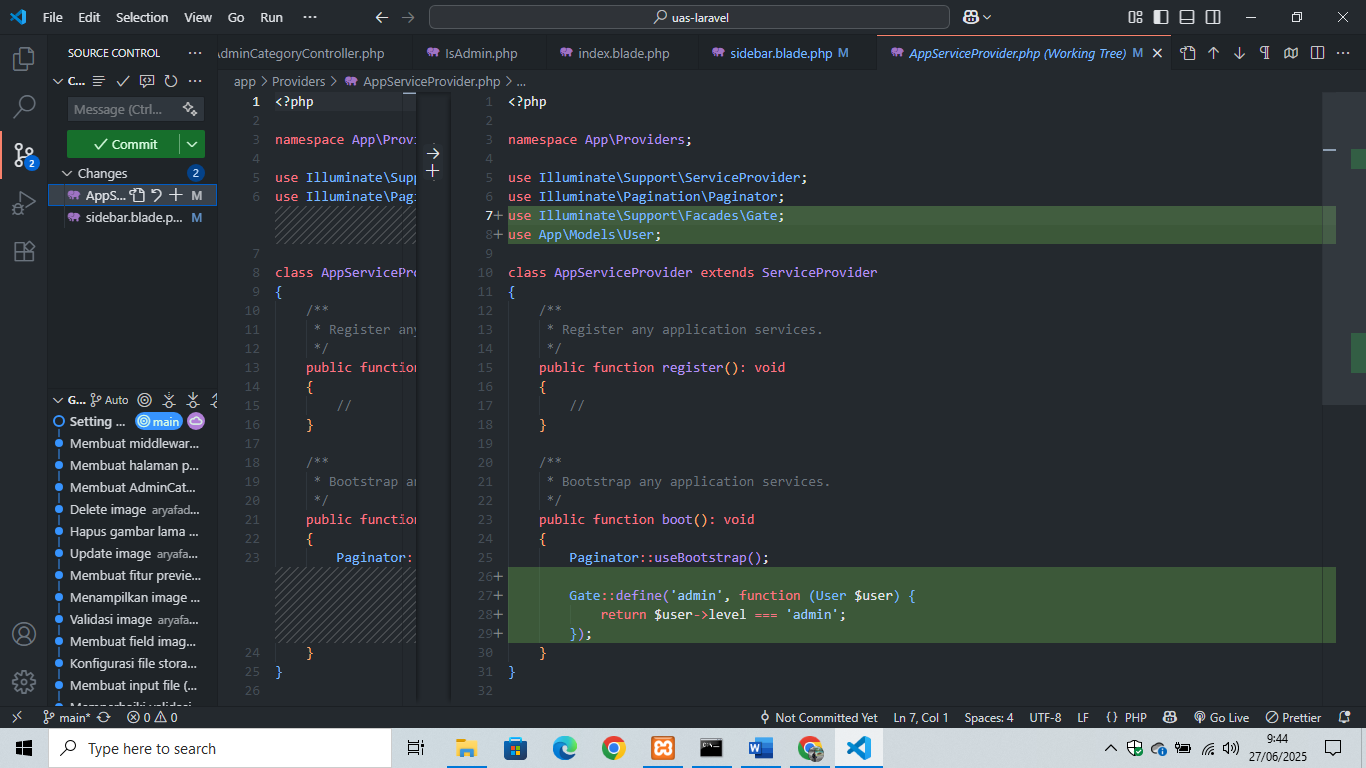 File Edit Selection View Go Run ···
uas-laravel
SOURCE CONTROL ···
AdminCategoryController.php
IsAdmin.php
index.blade.php
sidebar.blade.php M
AppServiceProvider.php (Working Tree) M
app > Providers > AppServiceProvider.php > ...
C...
Message (Ctrl...
Commit
Changes 2
AppS... M
sidebar.blade.p... M
2
G... Auto
Setting ... main
Membuat middlewar...
Membuat halaman p...
Membuat AdminCat...
Delete image aryafad...
Hapus gambar lama ...
Update image aryafa...
Membuat fitur previe...
Menampilkan image ...
Validasi image aryafa...
Membuat field imag...
Konfigurasi file stora...
Membuat input file (...
Memperbaiki validasi
1 <?php
2
3 namespace App\Provi
4
5 use Illuminate\Supp
6 use Illuminate\Pagi
7
8 class AppServicePro
9 {
10 /**
11 * Register any
12 */
13 public function
14 {
15 //
16 }
17
18 /**
19 * Bootstrap an
20 */
21 public function
22 {
23 Paginator:
24 }
25 }
26
1 <?php
2
3 namespace App\Providers;
4
5 use Illuminate\Support\ServiceProvider;
6 use Illuminate\Pagination\Paginator;
7+ use Illuminate\Support\Facades\Gate;
8+ use App\Models\User;
9
10 class AppServiceProvider extends ServiceProvider
11 {
12 /**
13 * Register any application services.
14 */
15 public function register(): void
16 {
17 //
18 }
19
20 /**
21 * Bootstrap any application services.
22 */
23 public function boot(): void
24 {
25 Paginator::useBootstrap();
26+
27+ Gate::define('admin', function (User $user) {
28+ return $user->level === 'admin';
29+ });
30 }
31 }
32
main* 0 0
Not Committed Yet Ln 7, Col 1 Spaces: 4 UTF-8 LF {} PHP Go Live Prettier
Type here to search
9:44
27/06/2025